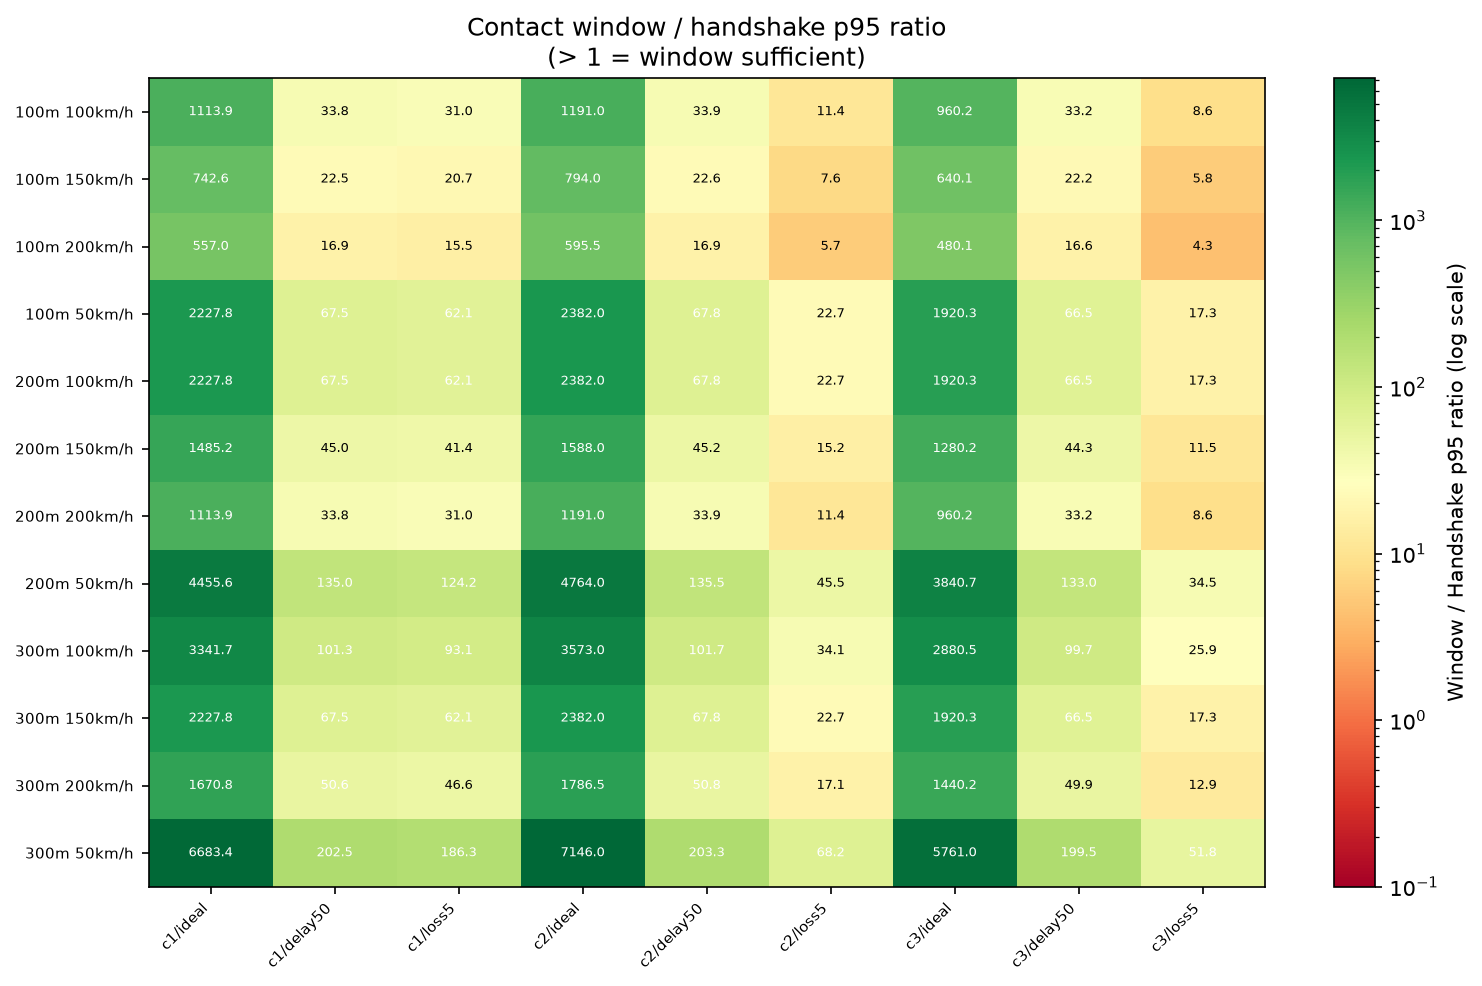 Contact window / handshake p95 ratio
(> 1 = window sufficient)
100m 100km/h 1113.9 33.8 31.0 1191.0 33.9 11.4 960.2 33.2 8.6
100m 150km/h 742.6 22.5 20.7 794.0 22.6 7.6 640.1 22.2 5.8
100m 200km/h 557.0 16.9 15.5 595.5 16.9 5.7 480.1 16.6 4.3
100m 50km/h 2227.8 67.5 62.1 2382.0 67.8 22.7 1920.3 66.5 17.3
200m 100km/h 2227.8 67.5 62.1 2382.0 67.8 22.7 1920.3 66.5 17.3
200m 150km/h 1485.2 45.0 41.4 1588.0 45.2 15.2 1280.2 44.3 11.5
200m 200km/h 1113.9 33.8 31.0 1191.0 33.9 11.4 960.2 33.2 8.6
200m 50km/h 4455.6 135.0 124.2 4764.0 135.5 45.5 3840.7 133.0 34.5
300m 100km/h 3341.7 101.3 93.1 3573.0 101.7 34.1 2880.5 99.7 25.9
300m 150km/h 2227.8 67.5 62.1 2382.0 67.8 22.7 1920.3 66.5 17.3
300m 200km/h 1670.8 50.6 46.6 1786.5 50.8 17.1 1440.2 49.9 12.9
300m 50km/h 6683.4 202.5 186.3 7146.0 203.3 68.2 5761.0 199.5 51.8
c1/ideal c1/delay50 c1/loss5 c2/ideal c2/delay50 c2/loss5 c3/ideal c3/delay50 c3/loss5
10³
10²
10¹
10⁰
10⁻¹
Window / Handshake p95 ratio (log scale)